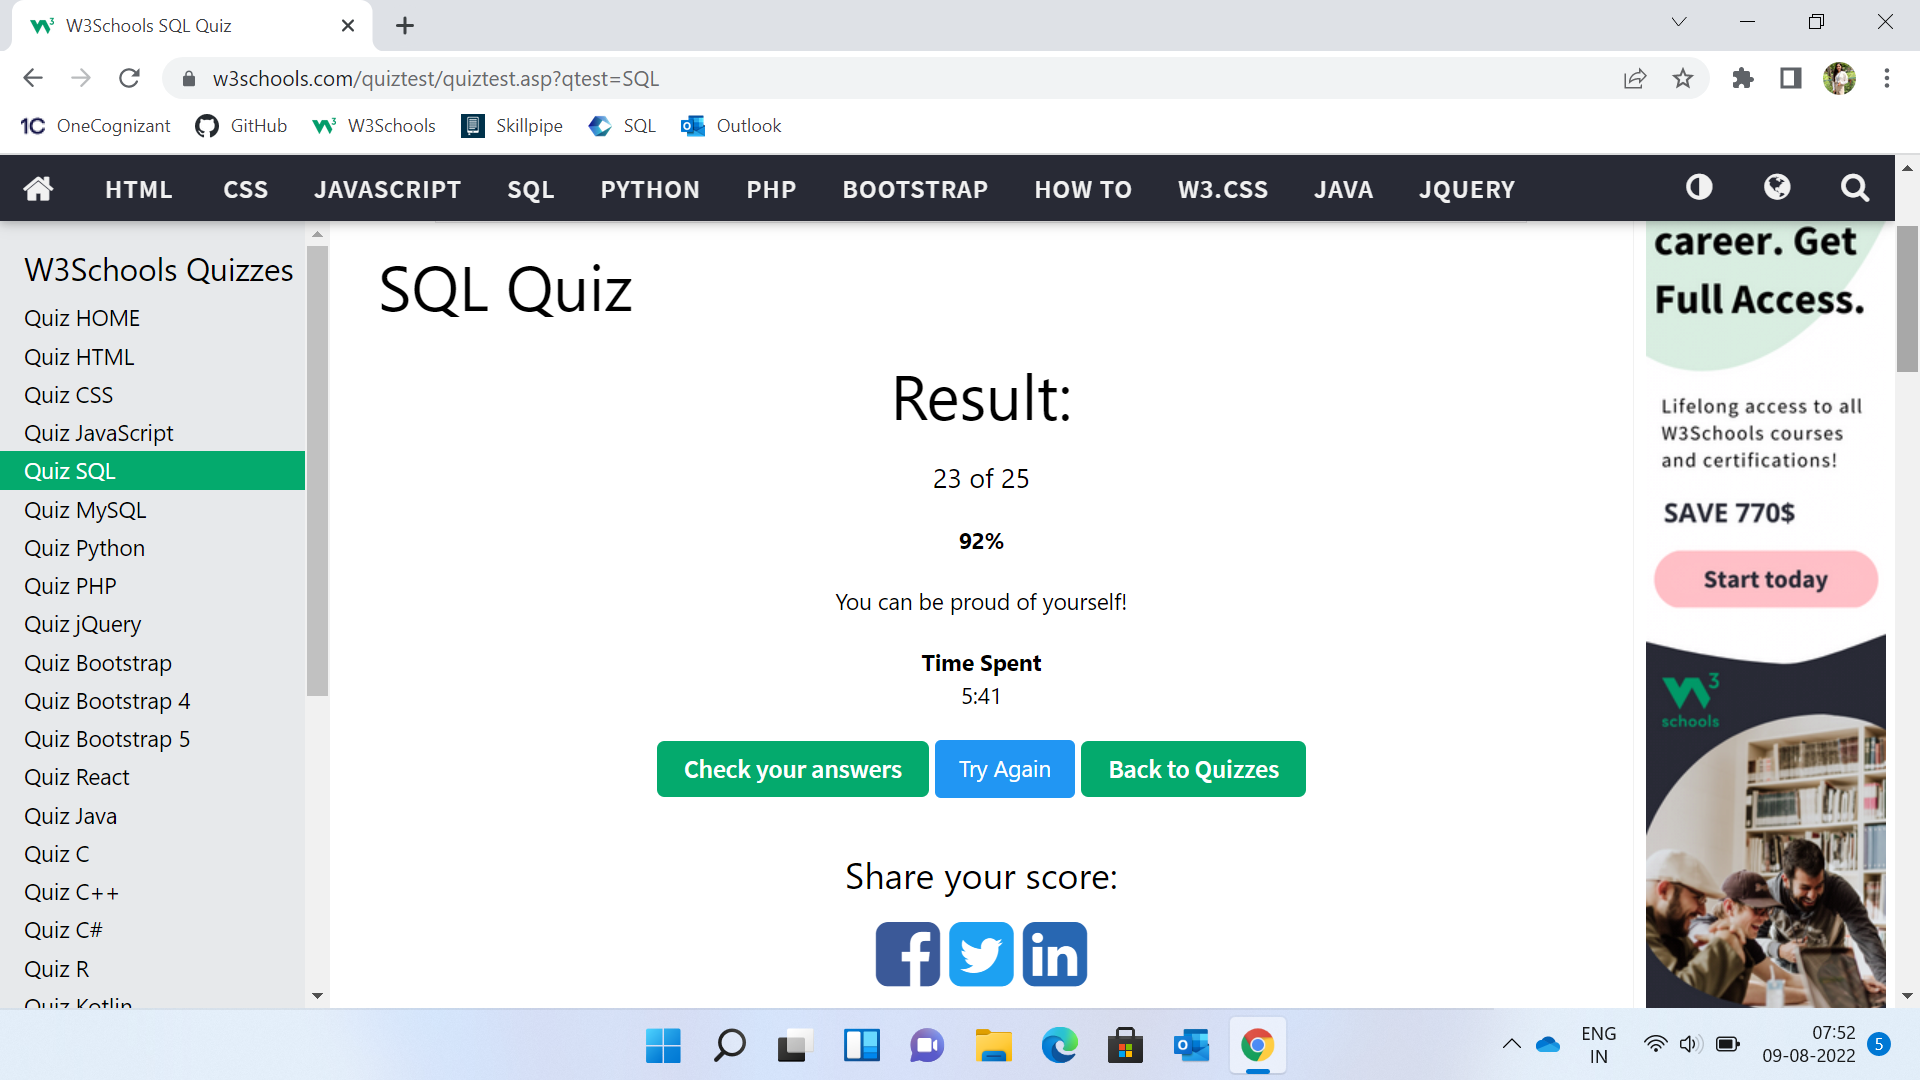 W3Schools SQL Quiz
w3schools.com/quiztest/quiztest.asp?qtest=SQL
1C OneCognizant GitHub W3Schools Skillpipe SQL Outlook
HTML CSS JAVASCRIPT SQL PYTHON PHP BOOTSTRAP HOW TO W3.CSS JAVA JQUERY
W3Schools Quizzes
Quiz HOME
Quiz HTML
Quiz CSS
Quiz JavaScript
Quiz SQL
Quiz MySQL
Quiz Python
Quiz PHP
Quiz jQuery
Quiz Bootstrap
Quiz Bootstrap 4
Quiz Bootstrap 5
Quiz React
Quiz Java
Quiz C
Quiz C++
Quiz C#
Quiz R
Quiz Kotlin
SQL Quiz
Result:
23 of 25
92%
You can be proud of yourself!
Time Spent
5:41
Check your answers Try Again Back to Quizzes
Share your score:
career. Get
Full Access.
Lifelong access to all
W3Schools courses
and certifications!
SAVE 770$
Start today
W3
schools
ENG
IN
07:52
09-08-2022
5